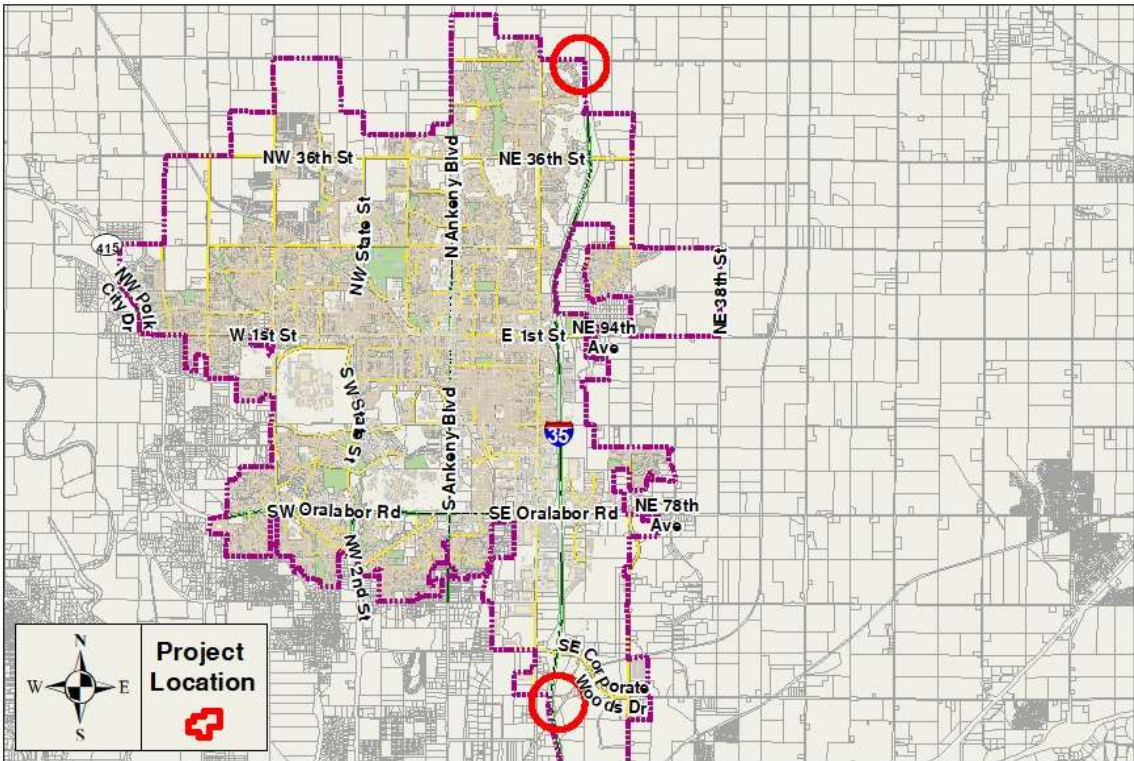 NW 36th St
NE 36th St
N Ankeny Blvd
NW State St
415
NW Polk
City Dr
NE 38th St
W 1st St
E 1st St
NE 94th
Ave
SW State St
S Ankeny Blvd
35
SW Oralabor Rd
SE Oralabor Rd
NE 78th
Ave
NW 2nd St
SE Corporate
Woods Dr
N
W
E
S
Project
Location